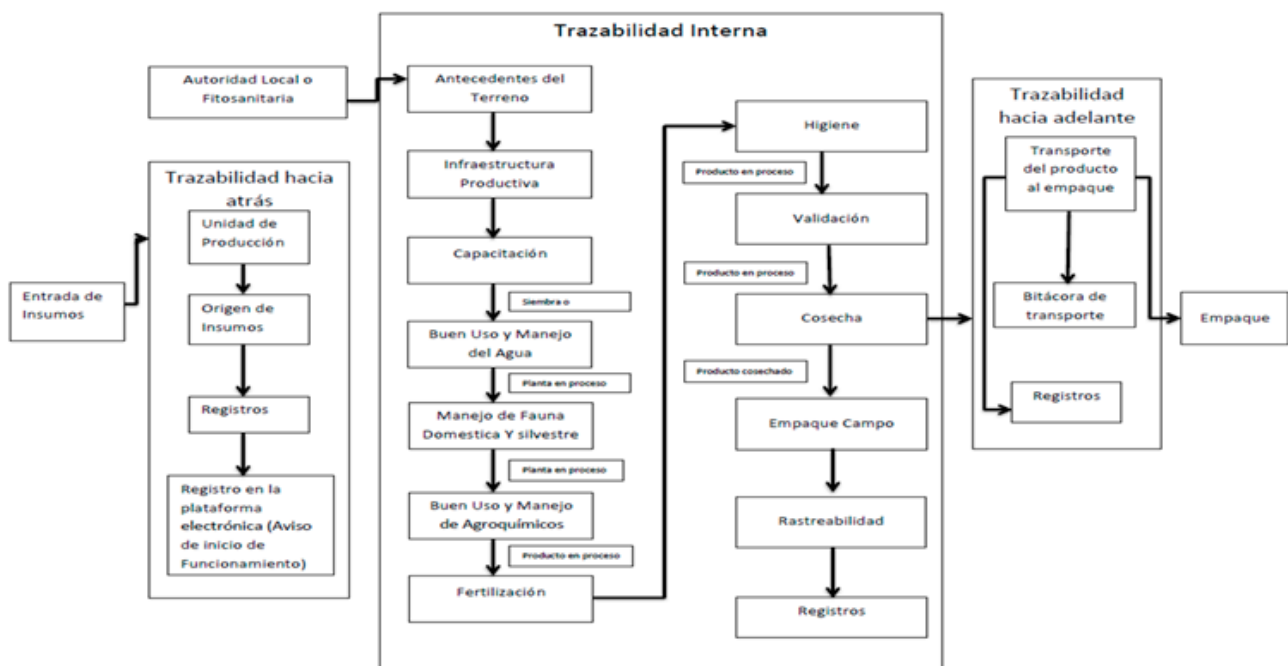 Trazabilidad Interna
Autoridad Local o
Fitosanitaria
Trazabilidad hacia
atrás
Unidad de
Producción
Entrada de
Insumos
Origen de
Insumos
Registros
Registro en la
plataforma
electrónica (Aviso
de inicio de
Funcionamiento)
Antecedentes del
Terreno
Infraestructura
Productiva
Capacitación
Siembra o
Buen Uso y Manejo
del Agua
Planta en proceso
Manejo de Fauna
Domestica Y silvestre
Planta en proceso
Buen Uso y Manejo
de Agroquímicos
Producto en proceso
Fertilización
Higiene
Producto en proceso
Validación
Producto en proceso
Cosecha
Producto cosechado
Empaque Campo
Rastreabilidad
Registros
Trazabilidad
hacia adelante
Transporte
del producto
al empaque
Bitácora de
transporte
Registros
Empaque